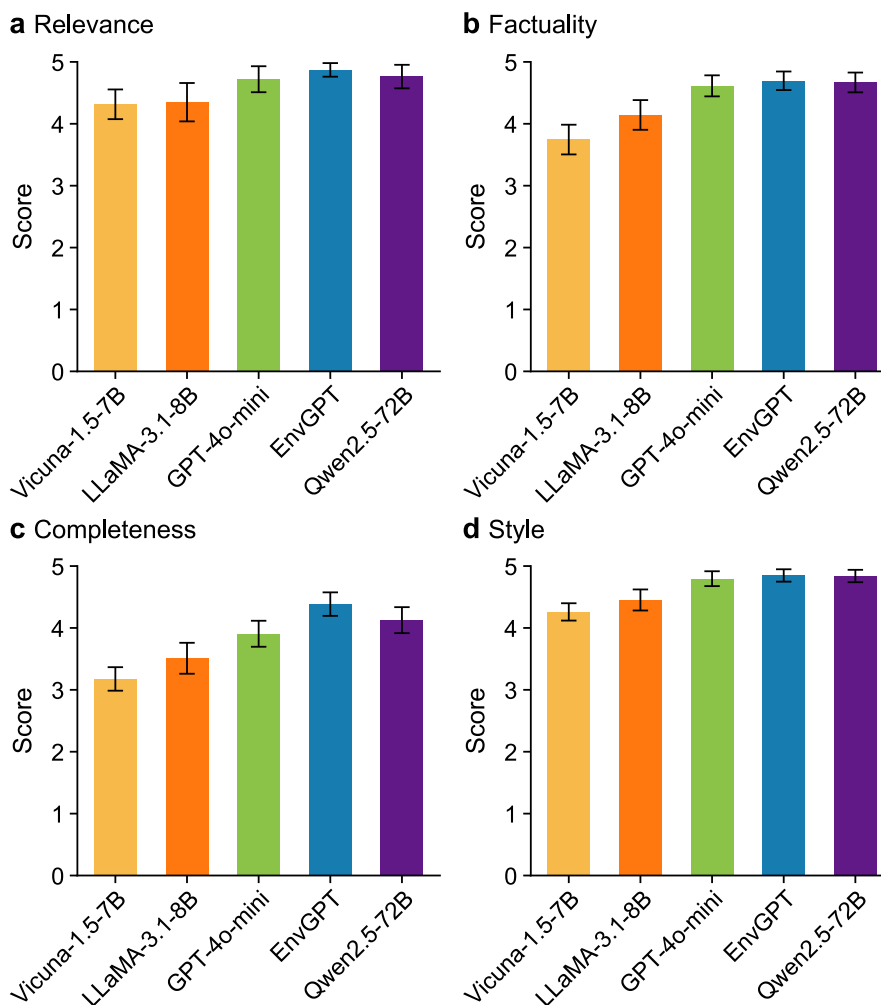 a Relevance
5
4
3
2
1
0
Score
Vicuna-1.5-7B
LLaMA-3.1-8B
GPT-4o-mini
EnvGPT
Qwen2.5-72B
b Factuality
5
4
3
2
1
0
Score
Vicuna-1.5-7B
LLaMA-3.1-8B
GPT-4o-mini
EnvGPT
Qwen2.5-72B
c Completeness
5
4
3
2
1
0
Score
Vicuna-1.5-7B
LLaMA-3.1-8B
GPT-4o-mini
EnvGPT
Qwen2.5-72B
d Style
5
4
3
2
1
0
Score
Vicuna-1.5-7B
LLaMA-3.1-8B
GPT-4o-mini
EnvGPT
Qwen2.5-72B